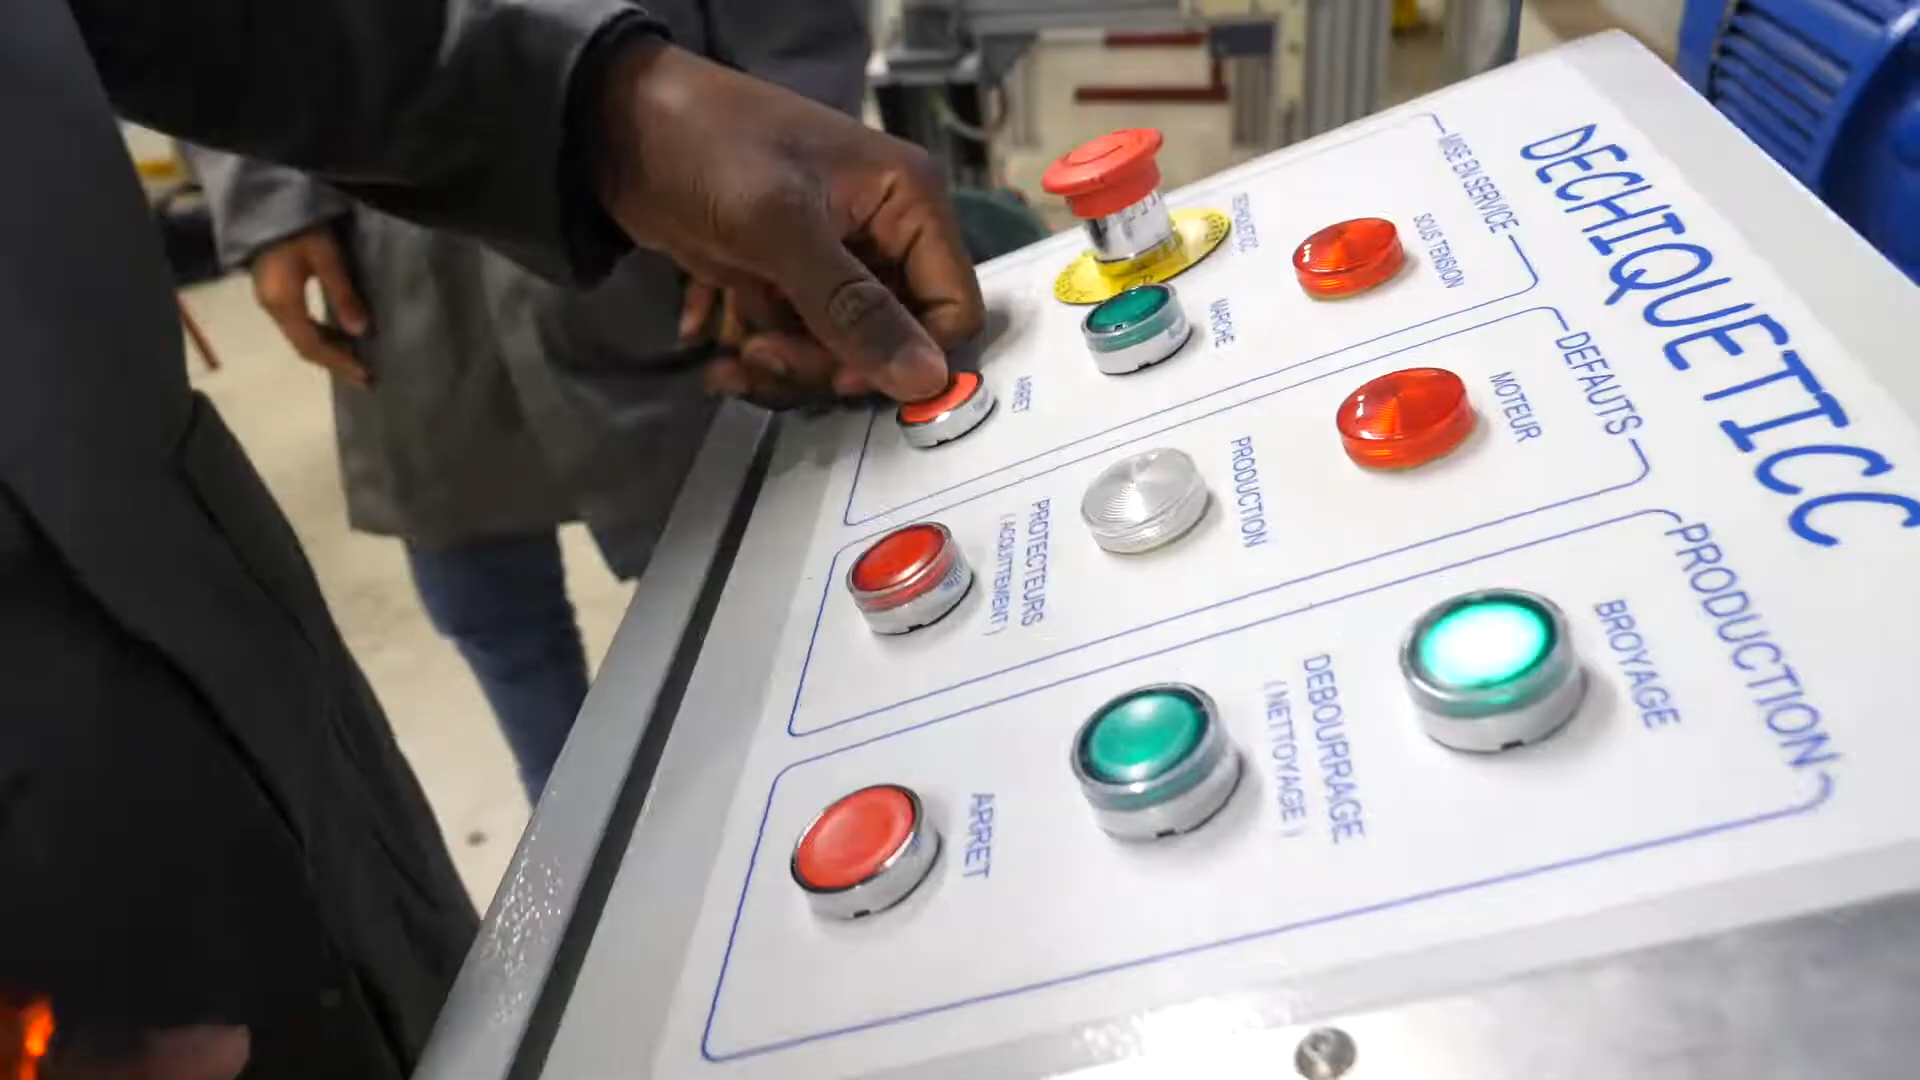 DECHIQUETICC
MISE EN SERVICE
SOUS TENSION
MARCHE
ARRET
DEFAUTS
MOTEUR
PRODUCTION
PROTECTEURS
(ACQUITTEMENT)
PRODUCTION
BROYAGE
DEBOURRAGE
(NETTOYAGE)
ARRET